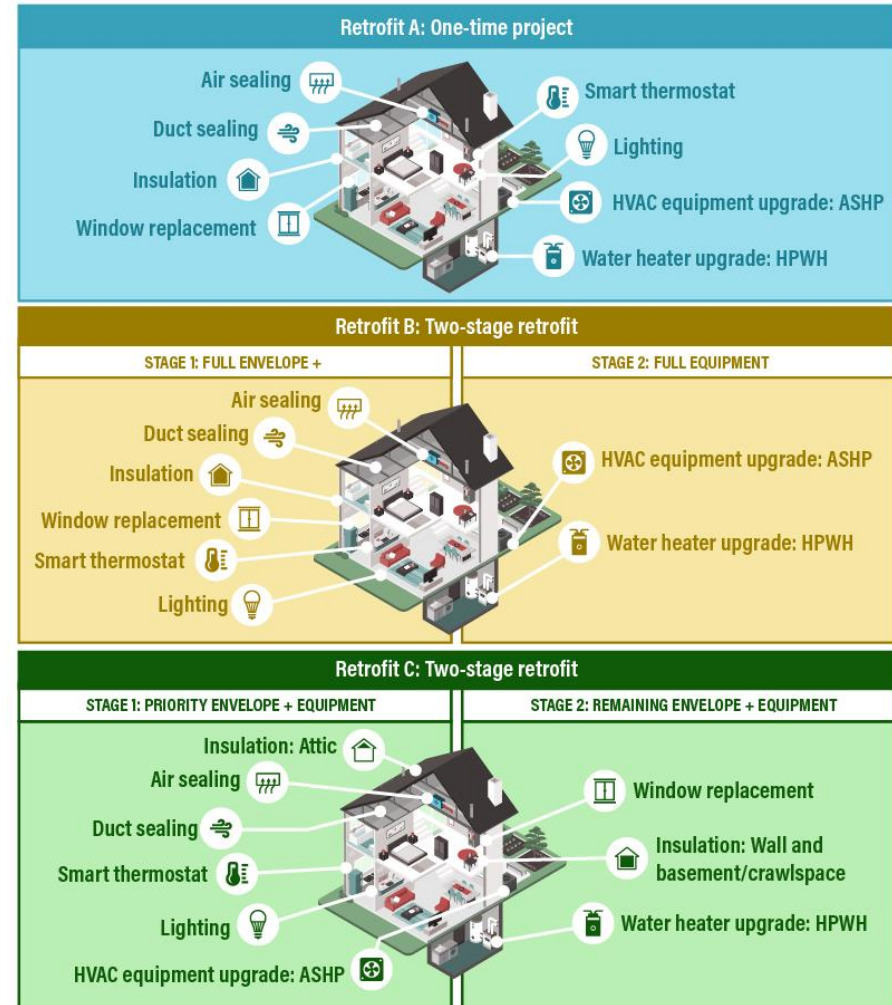 Retrofit A: One-time project
Air sealing
Duct sealing
Insulation
Window replacement
Smart thermostat
Lighting
HVAC equipment upgrade: ASHP
Water heater upgrade: HPWH
Retrofit B: Two-stage retrofit
STAGE 1: FULL ENVELOPE +
Air sealing
Duct sealing
Insulation
Window replacement
Smart thermostat
Lighting
STAGE 2: FULL EQUIPMENT
HVAC equipment upgrade: ASHP
Water heater upgrade: HPWH
Retrofit C: Two-stage retrofit
STAGE 1: PRIORITY ENVELOPE + EQUIPMENT
Insulation: Attic
Air sealing
Duct sealing
Smart thermostat
Lighting
HVAC equipment upgrade: ASHP
STAGE 2: REMAINING ENVELOPE + EQUIPMENT
Window replacement
Insulation: Wall and
basement/crawlspace
Water heater upgrade: HPWH